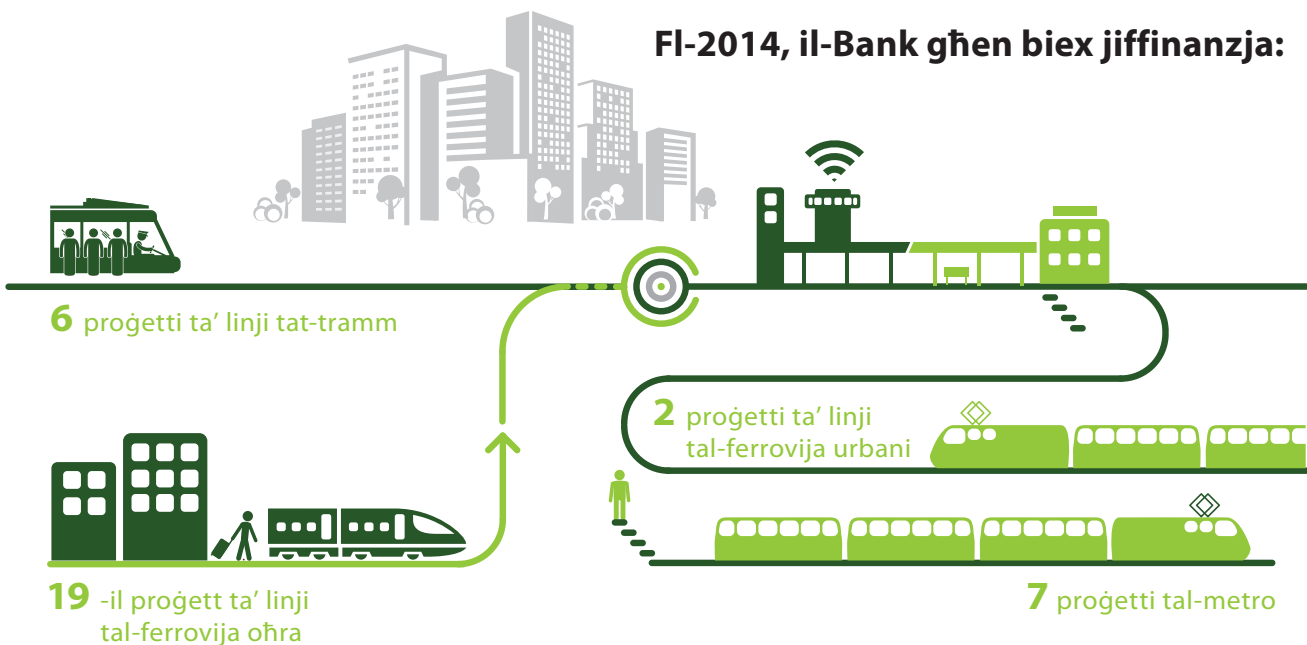 Fl-2014, il-Bank għen biex jiffinanzja:
6 proġetti ta’ linji tat-tramm
2 proġetti ta’ linji
tal-ferrovija urbani
19 -il proġett ta’ linji
tal-ferrovija oħra
7 proġetti tal-metro